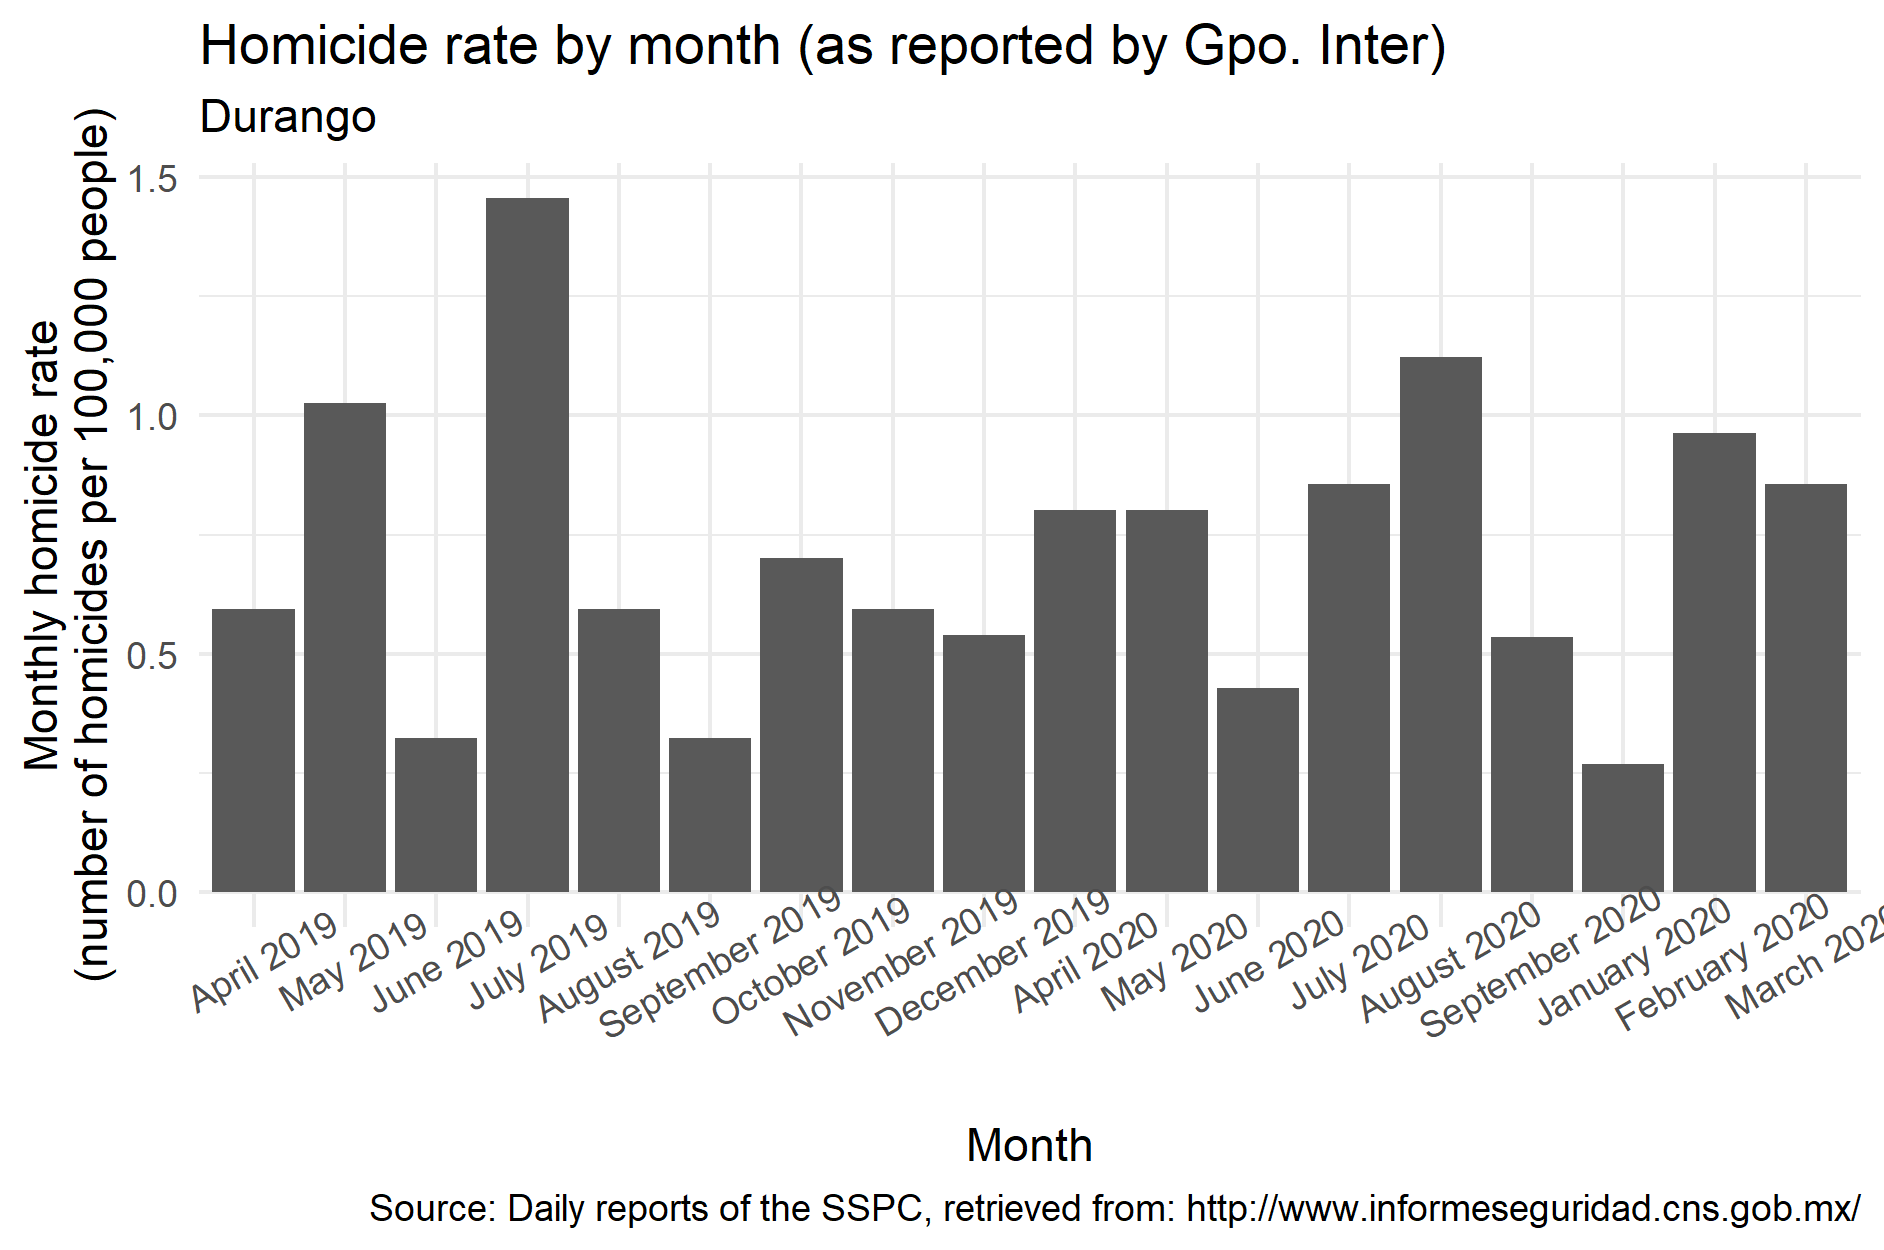 Homicide rate by month (as reported by Gpo. Inter)
Durango
Monthly homicide rate
(number of homicides per 100,000 people)
1.5
1.0
0.5
0.0
April 2019
May 2019
June 2019
July 2019
August 2019
September 2019
October 2019
November 2019
December 2019
April 2020
May 2020
June 2020
July 2020
August 2020
September 2020
January 2020
February 2020
March 2020
Month
Source: Daily reports of the SSPC, retrieved from: http://www.informeseguridad.cns.gob.mx/